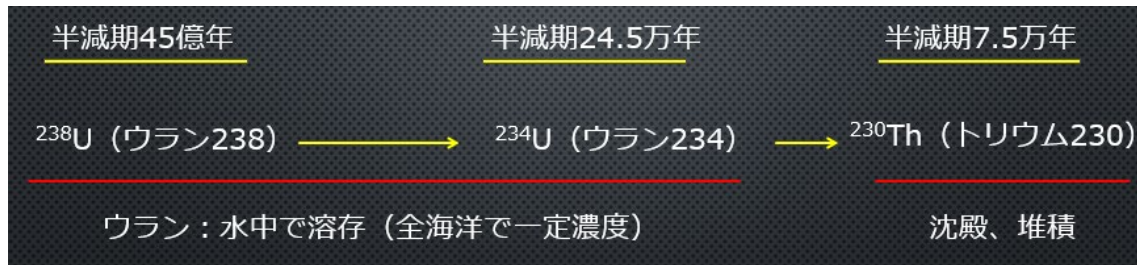 半減期45億年 半減期24.5万年 半減期7.5万年
²³⁸U（ウラン238） ²³⁴U（ウラン234） ²³⁰Th（トリウム230）
ウラン：水中で溶存（全海洋で一定濃度） 沈殿、堆積